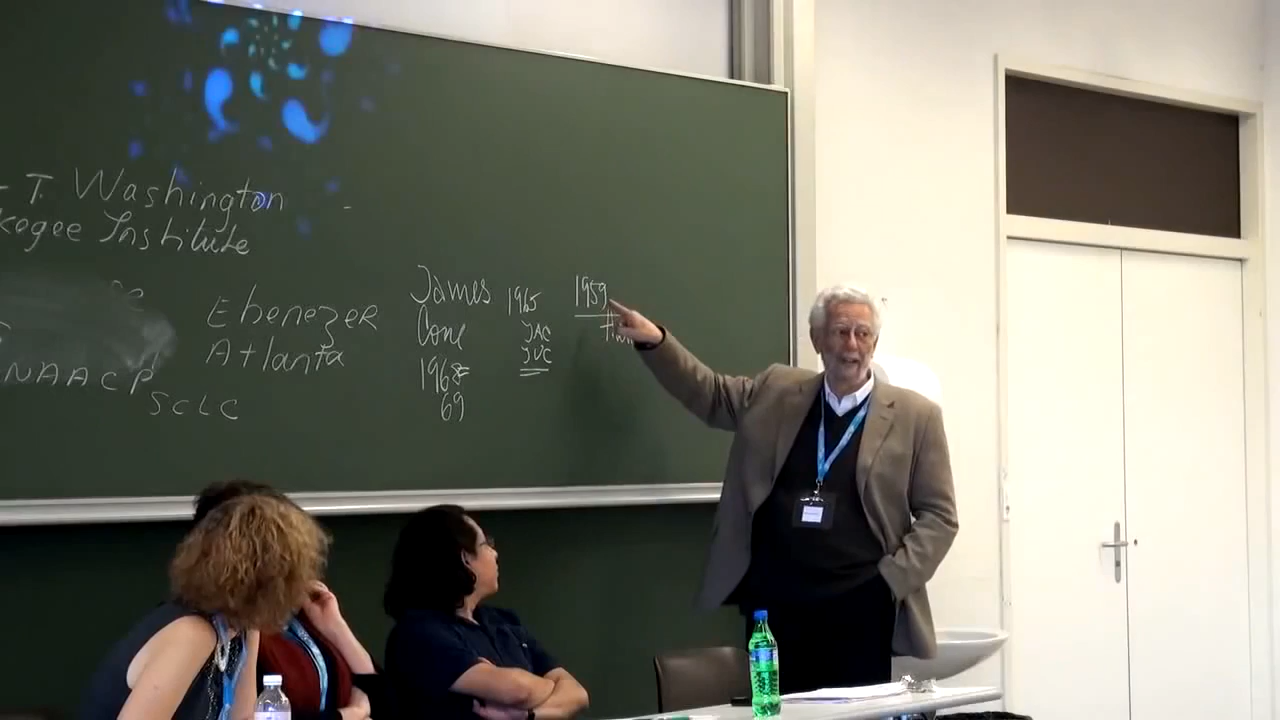 T. Washington
kegee Institute
Ebenezer
Atlanta
NAACP
SCLC
James
Cone
1968
69
1965
JAC
JUC
1959